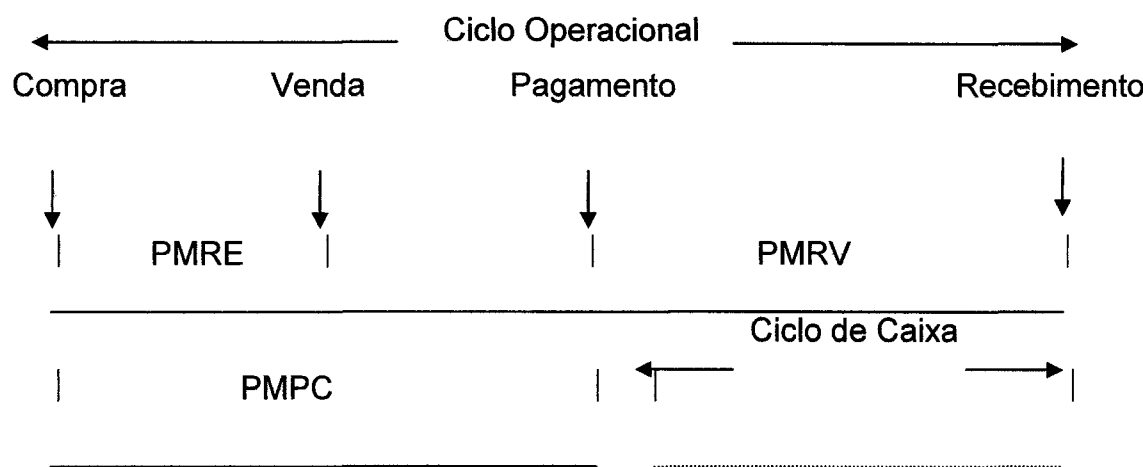 Ciclo Operacional
Compra Venda Pagamento Recebimento
PMRE PMRV
Ciclo de Caixa
PMPC